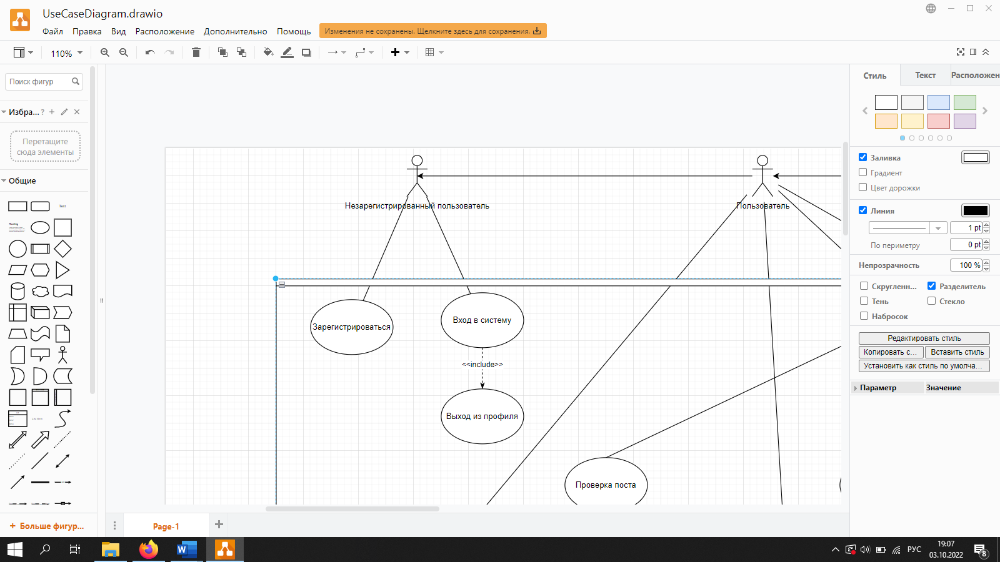 UseCaseDiagram.drawio
Файл Правка Вид Расположение Дополнительно Помощь
Изменения не сохранены. Щелкните здесь для сохранения.
110%
Поиск фигур
Избра... ?
Перетащите
сюда элементы
Общие
Text
Больше фигур...
Незарегистрированный пользователь
Пользователь
Зарегистрироваться
Вход в систему
<<include>>
Выход из профиля
Проверка поста
Page-1
Стиль Текст Расположен
Заливка
Градиент
Цвет дорожки
Линия
1 pt
По периметру 0 pt
Непрозрачность 100 %
Скругленн... Разделитель
Тень Стекло
Набросок
Редактировать стиль
Копировать с... Вставить стиль
Установить как стиль по умолча...
Параметр Значение
РУС
19:07
03.10.2022
8